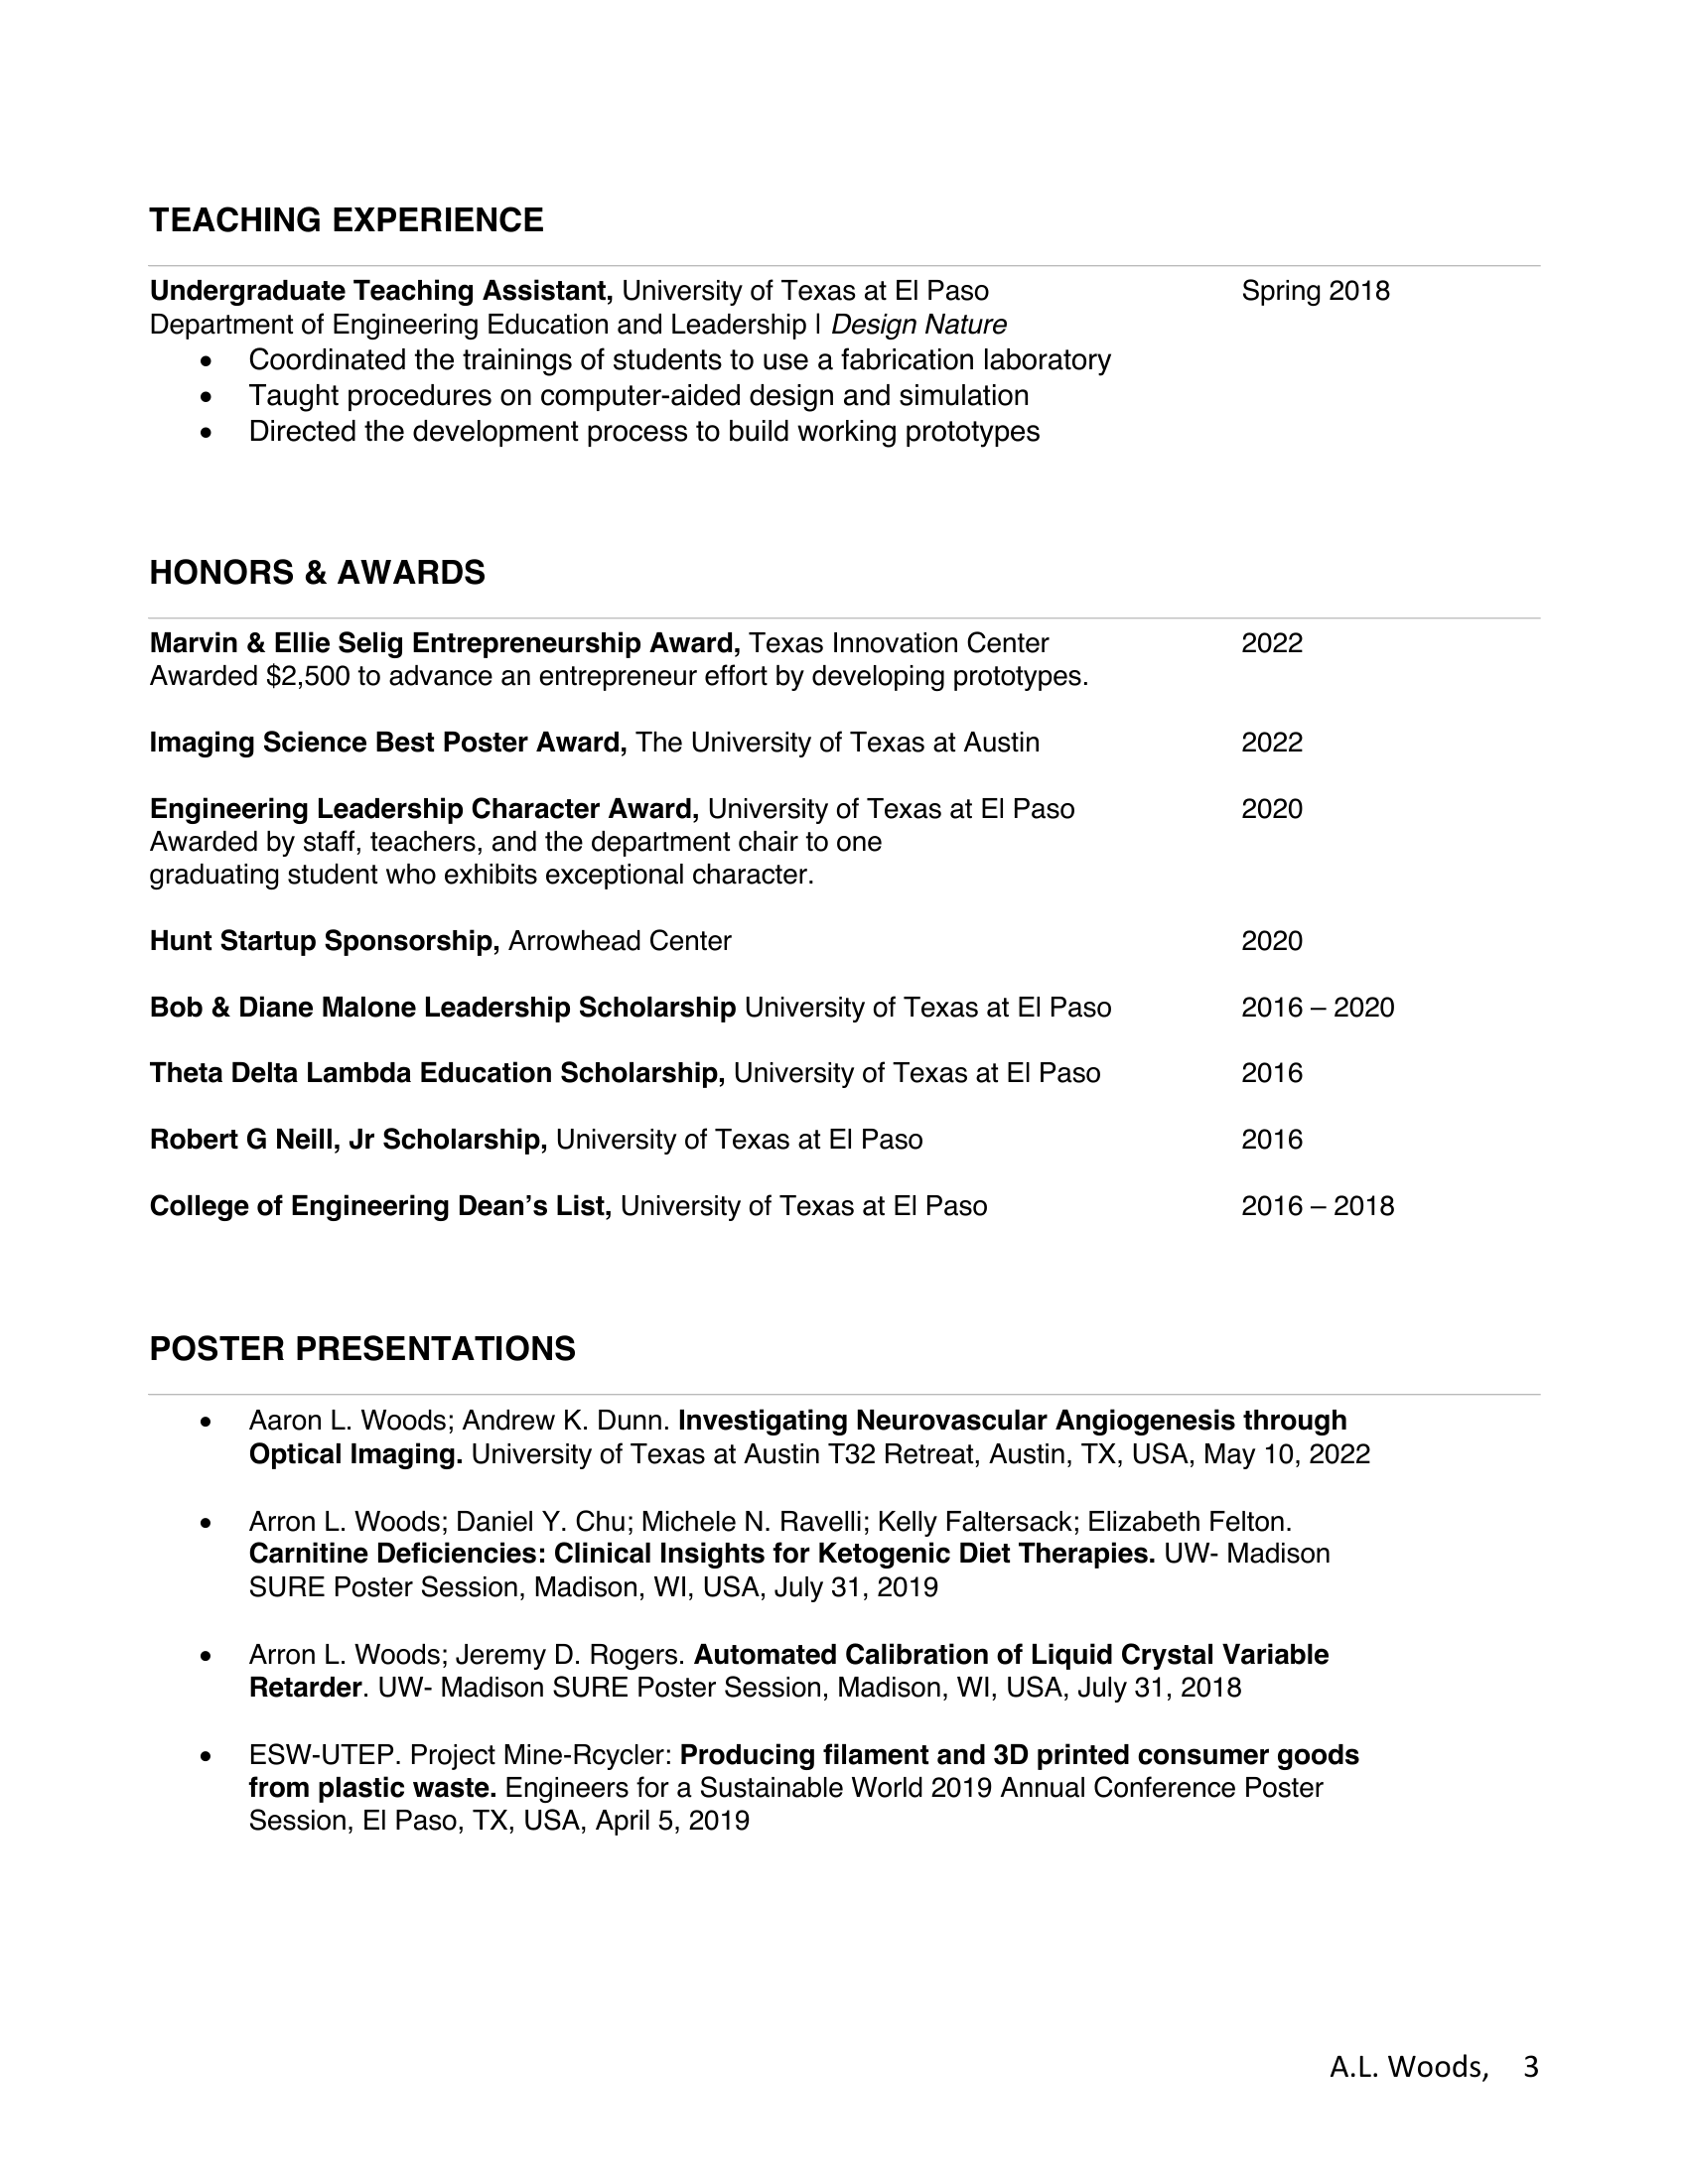 TEACHING EXPERIENCE
Undergraduate Teaching Assistant, University of Texas at El Paso Spring 2018
Department of Engineering Education and Leadership | Design Nature
• Coordinated the trainings of students to use a fabrication laboratory
• Taught procedures on computer-aided design and simulation
• Directed the development process to build working prototypes
HONORS & AWARDS
Marvin & Ellie Selig Entrepreneurship Award, Texas Innovation Center 2022
Awarded $2,500 to advance an entrepreneur effort by developing prototypes.
Imaging Science Best Poster Award, The University of Texas at Austin 2022
Engineering Leadership Character Award, University of Texas at El Paso 2020
Awarded by staff, teachers, and the department chair to one
graduating student who exhibits exceptional character.
Hunt Startup Sponsorship, Arrowhead Center 2020
Bob & Diane Malone Leadership Scholarship University of Texas at El Paso 2016 – 2020
Theta Delta Lambda Education Scholarship, University of Texas at El Paso 2016
Robert G Neill, Jr Scholarship, University of Texas at El Paso 2016
College of Engineering Dean’s List, University of Texas at El Paso 2016 – 2018
POSTER PRESENTATIONS
• Aaron L. Woods; Andrew K. Dunn. Investigating Neurovascular Angiogenesis through
Optical Imaging. University of Texas at Austin T32 Retreat, Austin, TX, USA, May 10, 2022
• Arron L. Woods; Daniel Y. Chu; Michele N. Ravelli; Kelly Faltersack; Elizabeth Felton.
Carnitine Deficiencies: Clinical Insights for Ketogenic Diet Therapies. UW- Madison
SURE Poster Session, Madison, WI, USA, July 31, 2019
• Arron L. Woods; Jeremy D. Rogers. Automated Calibration of Liquid Crystal Variable
Retarder. UW- Madison SURE Poster Session, Madison, WI, USA, July 31, 2018
• ESW-UTEP. Project Mine-Rcycler: Producing filament and 3D printed consumer goods
from plastic waste. Engineers for a Sustainable World 2019 Annual Conference Poster
Session, El Paso, TX, USA, April 5, 2019
A.L. Woods, 3